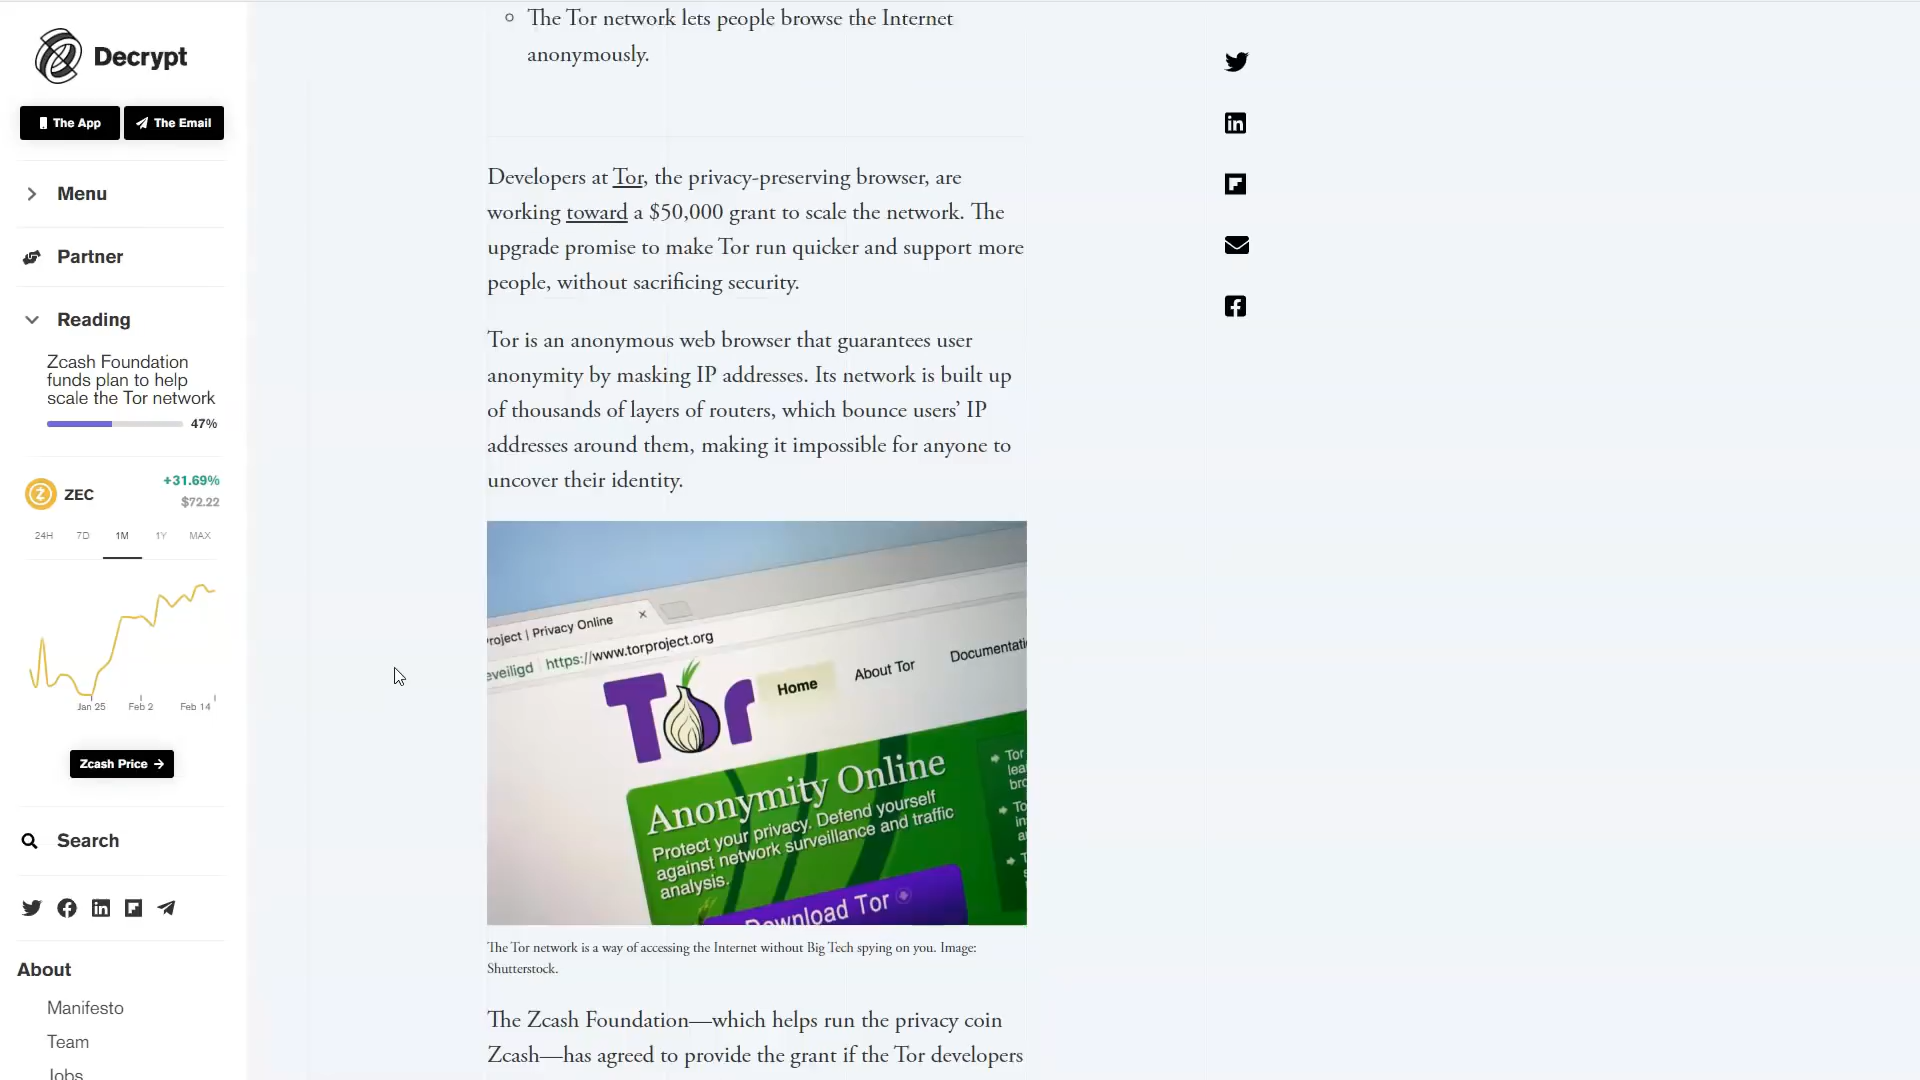 Decrypt
The App
The Email
Menu
Partner
Reading
Zcash Foundation
funds plan to help
scale the Tor network
47%
ZEC
+31.69%
$72.22
24H 7D 1M 1Y MAX
Jan 25 Feb 2 Feb 14
Zcash Price →
Search
About
Manifesto
Team
Jobs
The Tor network lets people browse the Internet
anonymously.
Developers at Tor, the privacy-preserving browser, are
working toward a $50,000 grant to scale the network. The
upgrade promise to make Tor run quicker and support more
people, without sacrificing security.
Tor is an anonymous web browser that guarantees user
anonymity by masking IP addresses. Its network is built up
of thousands of layers of routers, which bounce users’ IP
addresses around them, making it impossible for anyone to
uncover their identity.
roject | Privacy Online
eveiligd https://www.torproject.org
Tor
Home
About Tor
Documentati
Anonymity Online
Protect your privacy. Defend yourself
against network surveillance and traffic
analysis.
Download Tor
Tor
lea
bro
The Tor network is a way of accessing the Internet without Big Tech spying on you. Image:
Shutterstock.
The Zcash Foundation—which helps run the privacy coin
Zcash—has agreed to provide the grant if the Tor developers